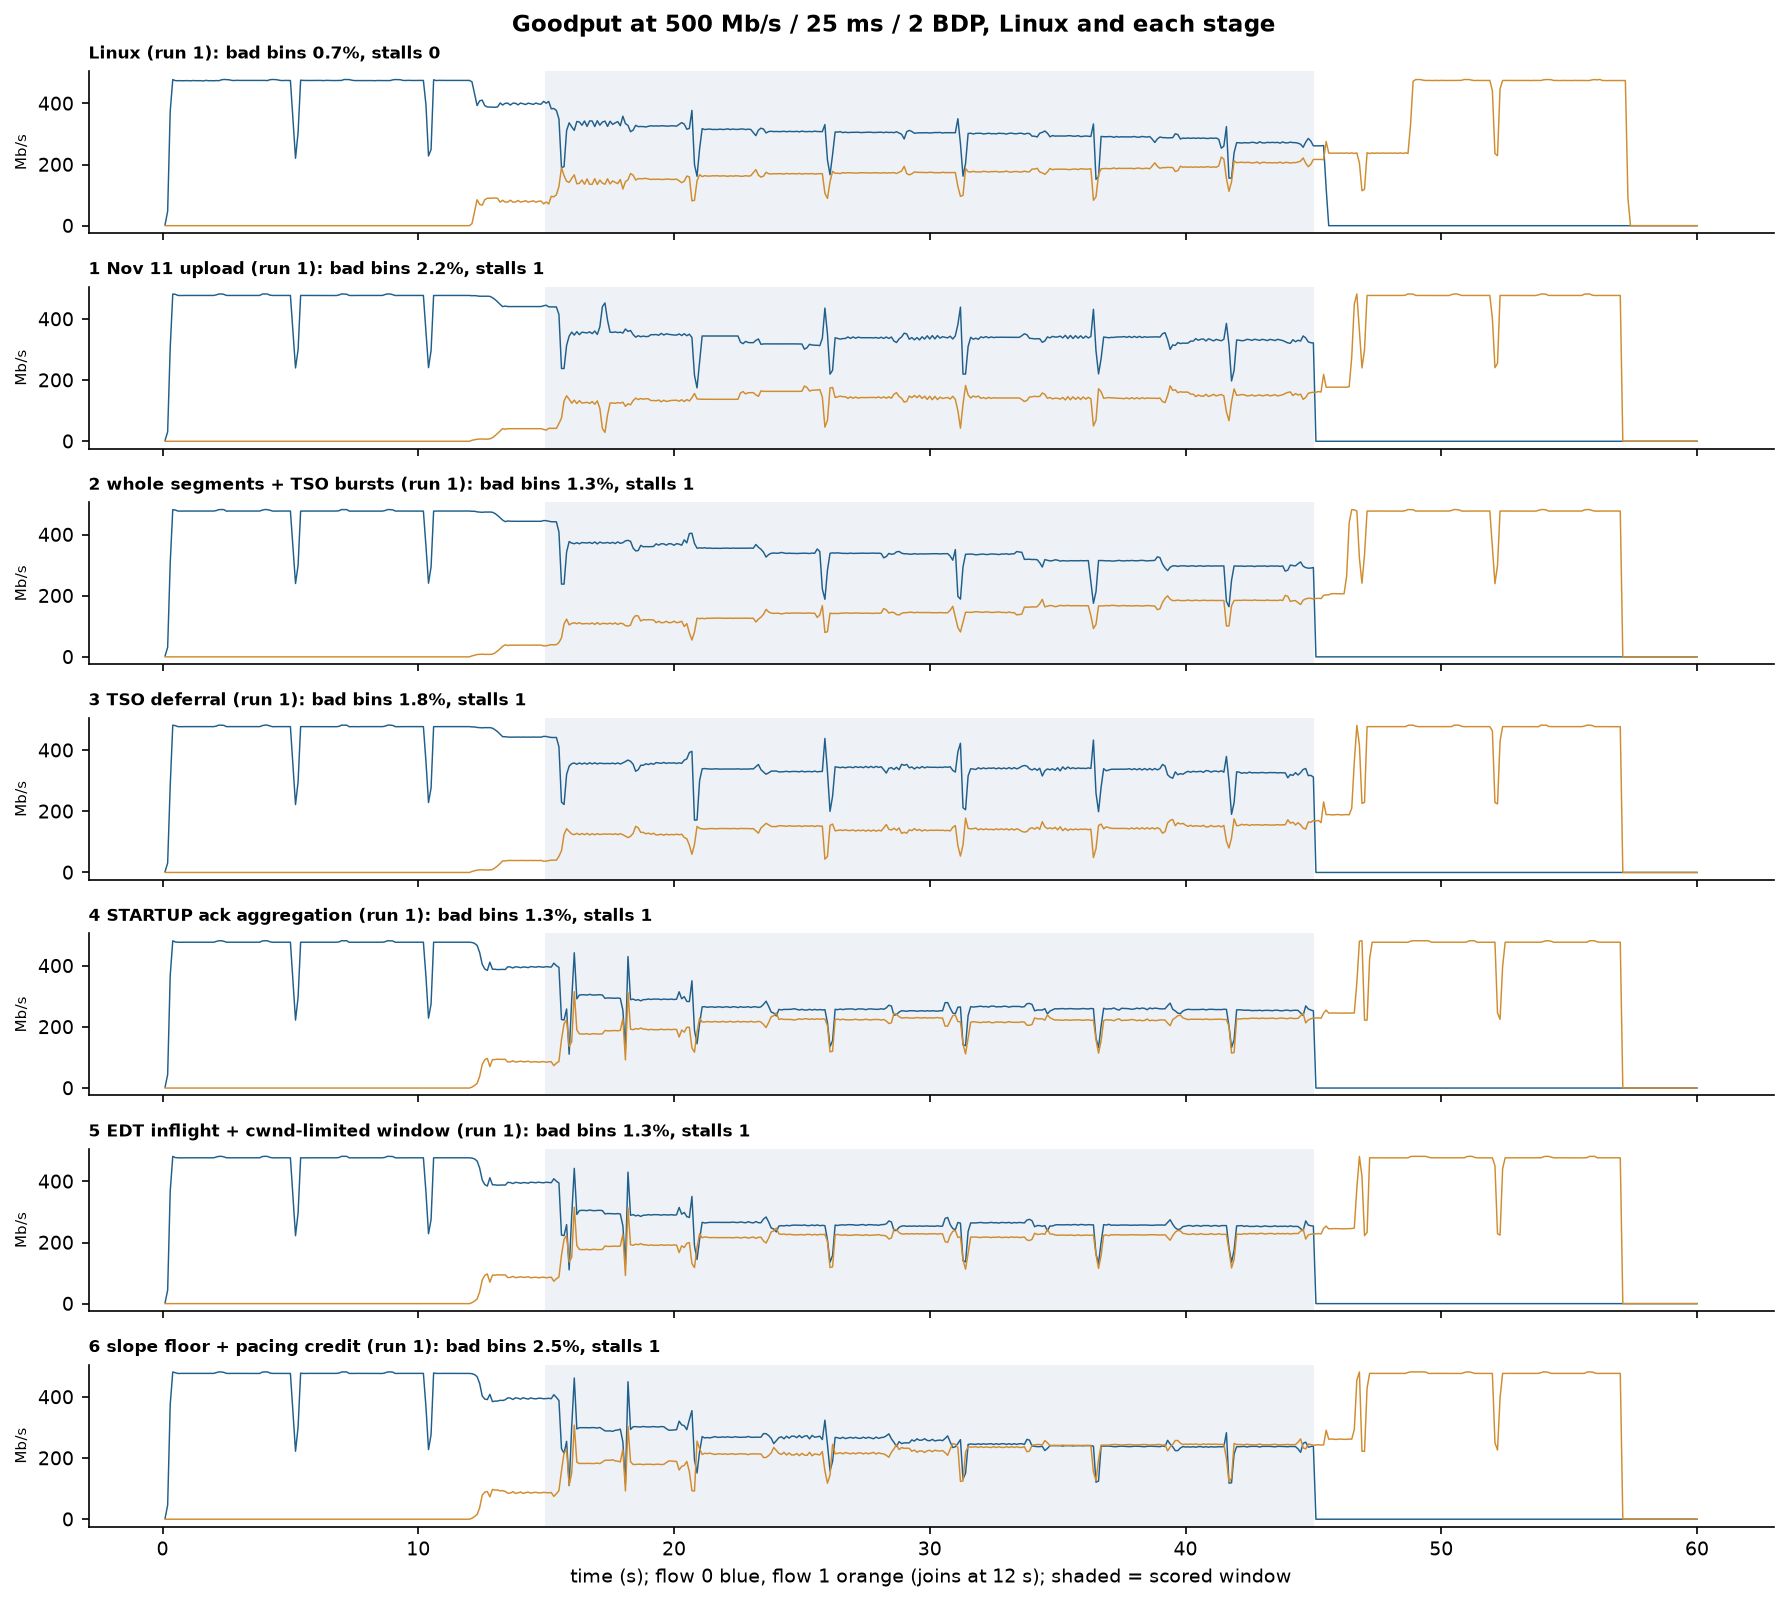 Goodput at 500 Mb/s / 25 ms / 2 BDP, Linux and each stage
Linux (run 1): bad bins 0.7%, stalls 0
Mb/s
400
200
0
1 Nov 11 upload (run 1): bad bins 2.2%, stalls 1
Mb/s
400
200
0
2 whole segments + TSO bursts (run 1): bad bins 1.3%, stalls 1
Mb/s
400
200
0
3 TSO deferral (run 1): bad bins 1.8%, stalls 1
Mb/s
400
200
0
4 STARTUP ack aggregation (run 1): bad bins 1.3%, stalls 1
Mb/s
400
200
0
5 EDT inflight + cwnd-limited window (run 1): bad bins 1.3%, stalls 1
Mb/s
400
200
0
6 slope floor + pacing credit (run 1): bad bins 2.5%, stalls 1
Mb/s
400
200
0
0 10 20 30 40 50 60
time (s); flow 0 blue, flow 1 orange (joins at 12 s); shaded = scored window